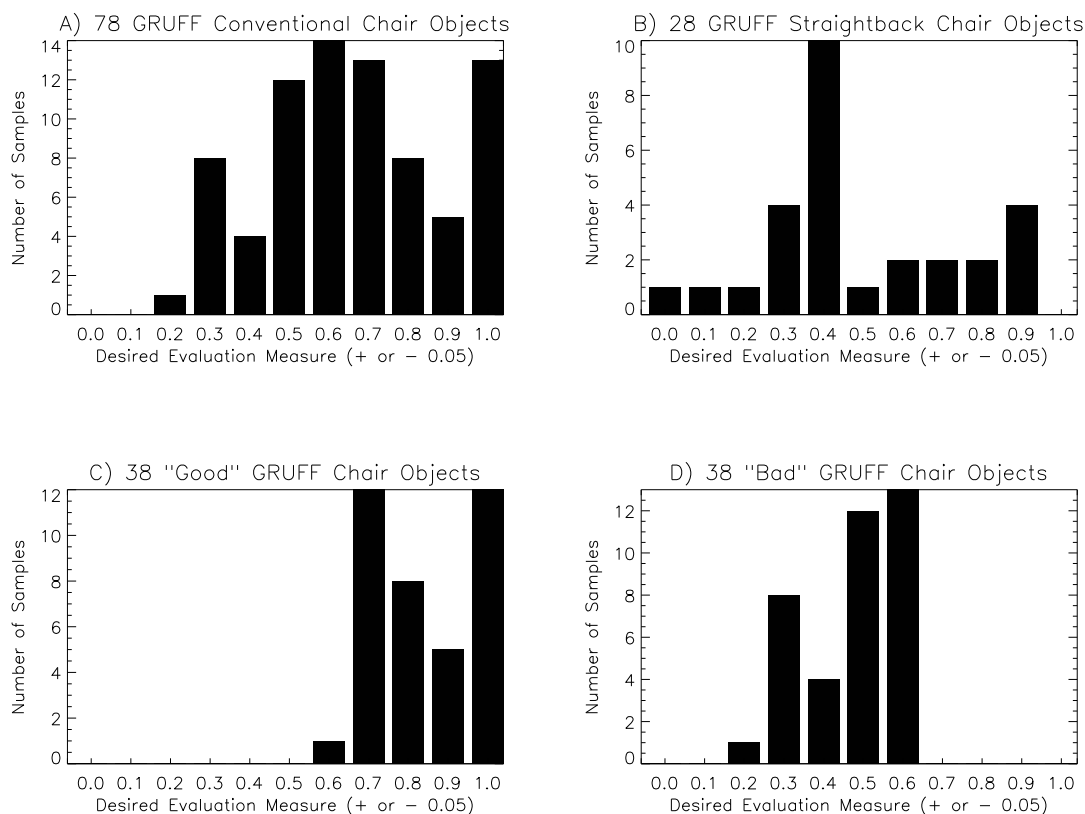 A) 78 GRUFF Conventional Chair Objects
14
12
10
8
6
4
2
0
Number of Samples
0.0 0.1 0.2 0.3 0.4 0.5 0.6 0.7 0.8 0.9 1.0
Desired Evaluation Measure (+ or - 0.05)
B) 28 GRUFF Straightback Chair Objects
10
8
6
4
2
0
Number of Samples
0.0 0.1 0.2 0.3 0.4 0.5 0.6 0.7 0.8 0.9 1.0
Desired Evaluation Measure (+ or - 0.05)
C) 38 "Good" GRUFF Chair Objects
12
10
8
6
4
2
0
Number of Samples
0.0 0.1 0.2 0.3 0.4 0.5 0.6 0.7 0.8 0.9 1.0
Desired Evaluation Measure (+ or - 0.05)
D) 38 "Bad" GRUFF Chair Objects
12
10
8
6
4
2
0
Number of Samples
0.0 0.1 0.2 0.3 0.4 0.5 0.6 0.7 0.8 0.9 1.0
Desired Evaluation Measure (+ or - 0.05)